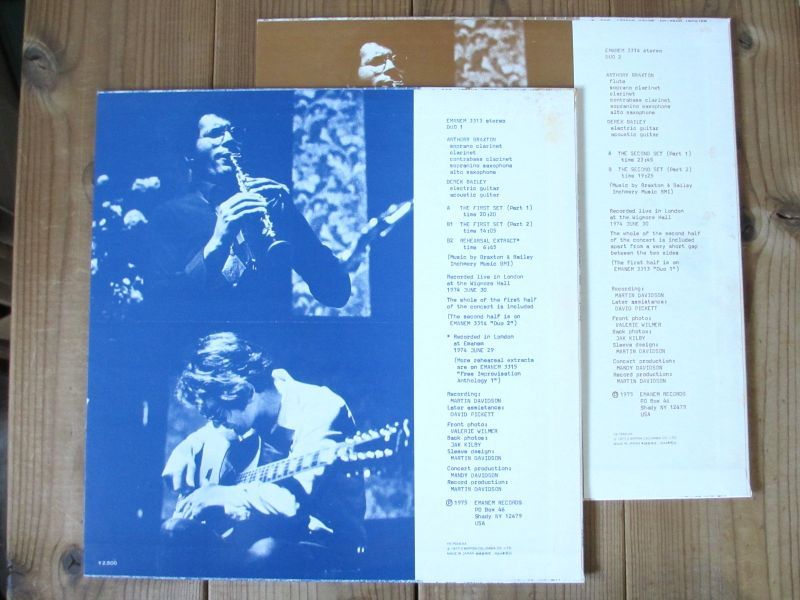 EMANEM 3313 stereo
DUO 1
ANTHONY BRAXTON
soprano clarinet
clarinet
contrabass clarinet
sopranino saxophone
alto saxophone
DEREK BAILEY
electric guitar
acoustic guitar
A THE FIRST SET (Part 1)
time 20:20
B1 THE FIRST SET (Part 2)
time 14:05
B2 REHEARSAL EXTRACT*
time 6:45
(Music by Braxton & Bailey
Inchmery Music BMI)
Recorded live in London
at the Wigmore Hall
1974 JUNE 30
The whole of the first half
of the concert is included
(The second half is on
EMANEM 3314 "Duo 2")
* Recorded in London
at Emanem
1974 JUNE 29
(More rehearsal extracts
are on EMANEM 3315
"Free Improvisation
Anthology 1")
Recording:
MARTIN DAVIDSON
Later assistance:
DAVID PICKETT
Front photo:
VALERIE WILMER
Back photos:
JAK KILBY
Sleeve design:
MARTIN DAVIDSON
Concert production:
MANDY DAVIDSON
Record production:
MARTIN DAVIDSON
Ⓟ 1975 EMANEM RECORDS
PO Box 46
Shady NY 12479
USA
¥2,500
EMANEM 3314 stereo
DUO 2
ANTHONY BRAXTON
flute
soprano clarinet
clarinet
contrabass clarinet
sopranino saxophone
alto saxophone
DEREK BAILEY
electric guitar
acoustic guitar
A THE SECOND SET (Part 1)
time 23:45
B THE SECOND SET (Part 2)
time 19:25
(Music by Braxton & Bailey
Inchmery Music BMI)
Recorded live in London
at the Wigmore Hall
1974 JUNE 30
The whole of the second half
of the concert is included
apart from a very short gap
between the two sides
(The first half is on
EMANEM 3313 "Duo 1")
Recording:
MARTIN DAVIDSON
Later assistance:
DAVID PICKETT
Front photo:
VALERIE WILMER
Back photos:
JAK KILBY
Sleeve design:
MARTIN DAVIDSON
Concert production:
MANDY DAVIDSON
Record production:
MARTIN DAVIDSON
Ⓟ 1975 EMANEM RECORDS
PO Box 46
Shady NY 12479
USA